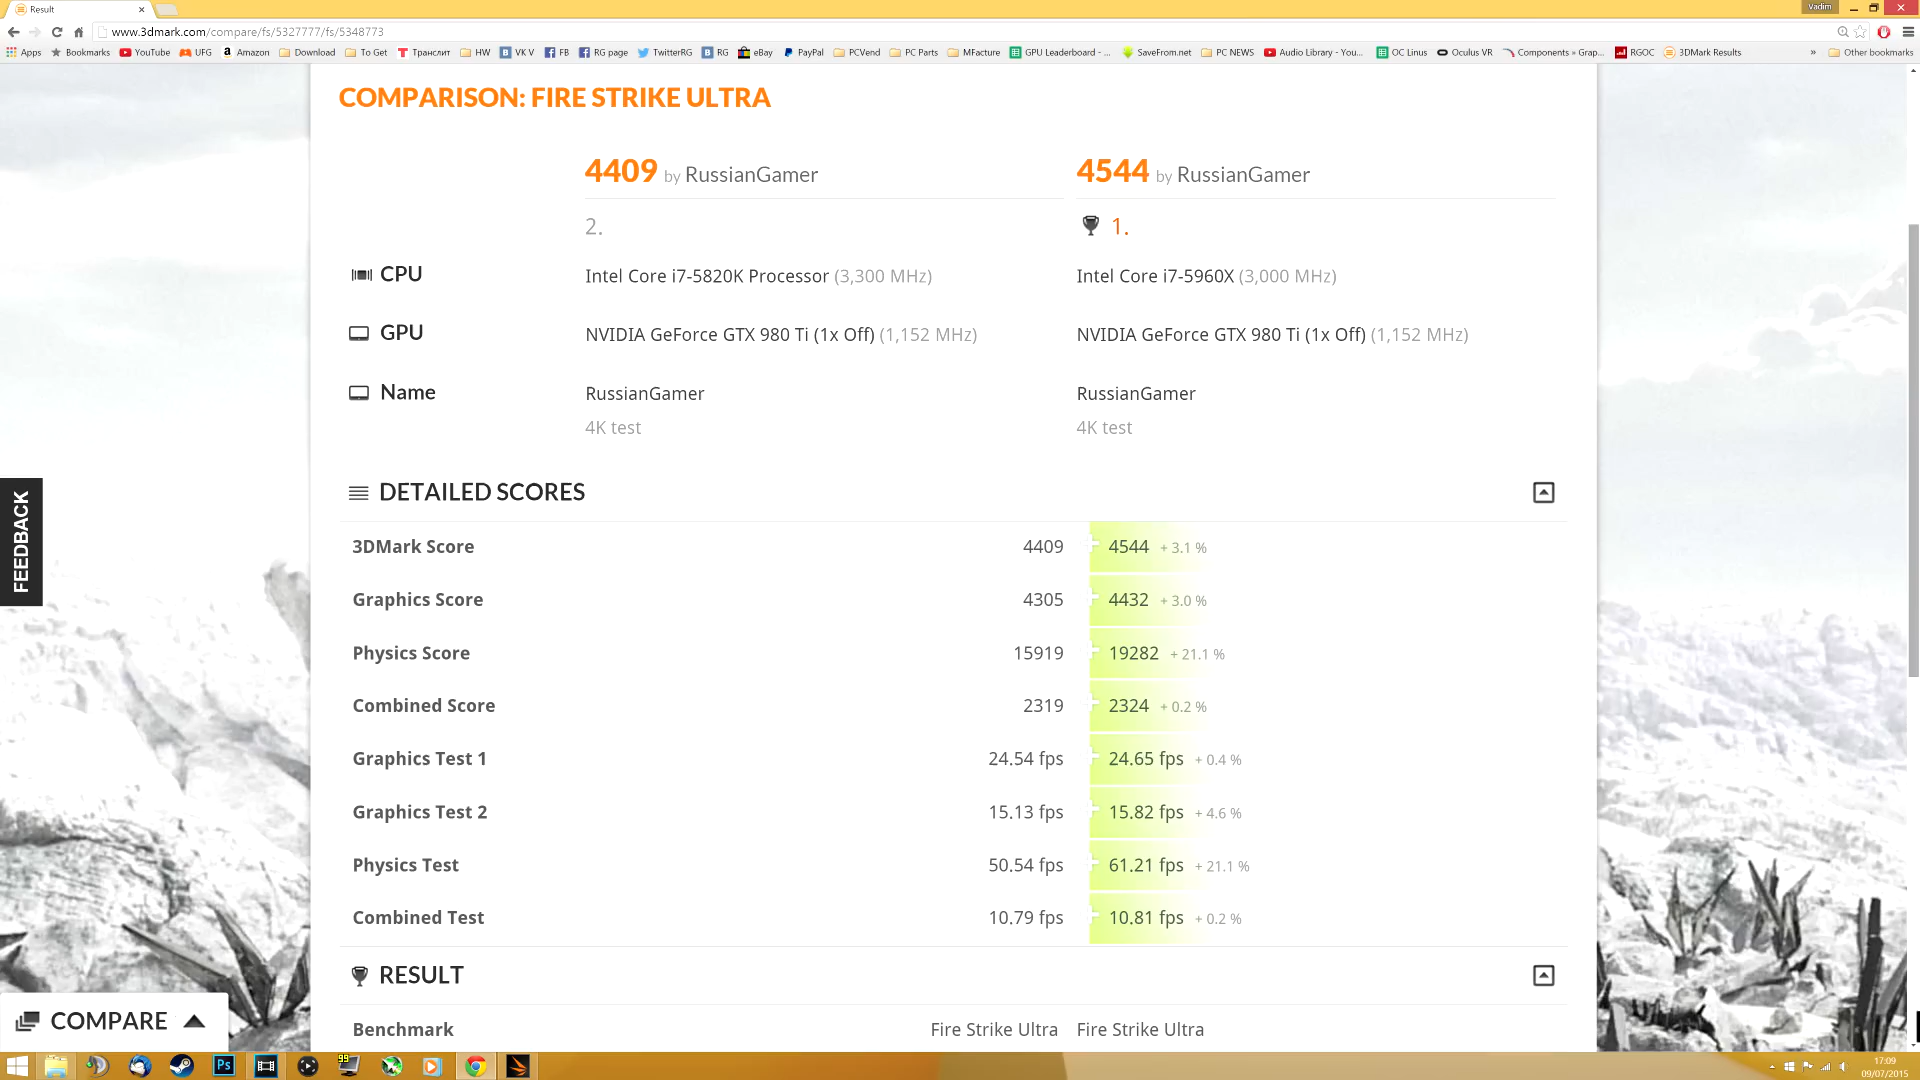 Result
Vadim
www.3dmark.com/compare/fs/5327777/fs/5348773
Apps Bookmarks YouTube UFG Amazon Download To Get Транслит HW VK V FB RG page TwitterRG RG eBay PayPal PCVend PC Parts MFacture GPU Leaderboard - ... SaveFrom.net PC NEWS Audio Library - You... OC Linus Oculus VR Components » Grap... RGOC 3DMark Results » Other bookmarks
COMPARISON: FIRE STRIKE ULTRA
4409 by RussianGamer 4544 by RussianGamer
2. 1.
CPU Intel Core i7-5820K Processor (3,300 MHz) Intel Core i7-5960X (3,000 MHz)
GPU NVIDIA GeForce GTX 980 Ti (1x Off) (1,152 MHz) NVIDIA GeForce GTX 980 Ti (1x Off) (1,152 MHz)
Name RussianGamer RussianGamer
4K test 4K test
FEEDBACK
DETAILED SCORES
3DMark Score 4409 4544 + 3.1 %
Graphics Score 4305 4432 + 3.0 %
Physics Score 15919 19282 + 21.1 %
Combined Score 2319 2324 + 0.2 %
Graphics Test 1 24.54 fps 24.65 fps + 0.4 %
Graphics Test 2 15.13 fps 15.82 fps + 4.6 %
Physics Test 50.54 fps 61.21 fps + 21.1 %
Combined Test 10.79 fps 10.81 fps + 0.2 %
RESULT
COMPARE
Benchmark Fire Strike Ultra Fire Strike Ultra
Ps
99
17:09
09/07/2015